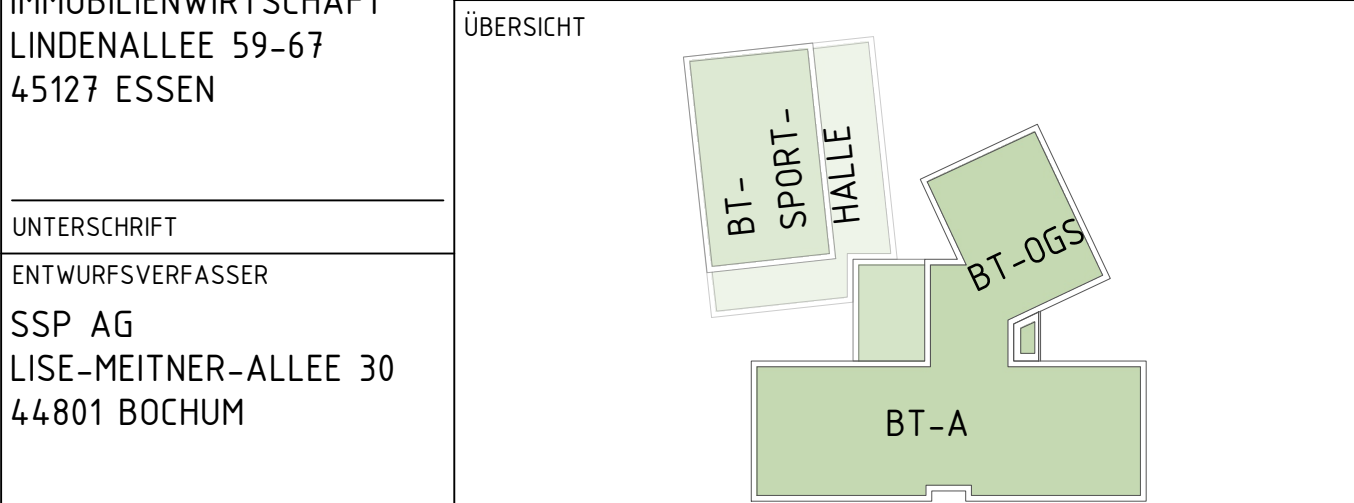 IMMOBILIENWIRTSCHAFT
LINDENALLEE 59-67
45127 ESSEN
UNTERSCHRIFT
ENTWURFSVERFASSER
SSP AG
LISE-MEITNER-ALLEE 30
44801 BOCHUM
ÜBERSICHT
BT-
SPORT-
HALLE
BT-OGS
BT-A